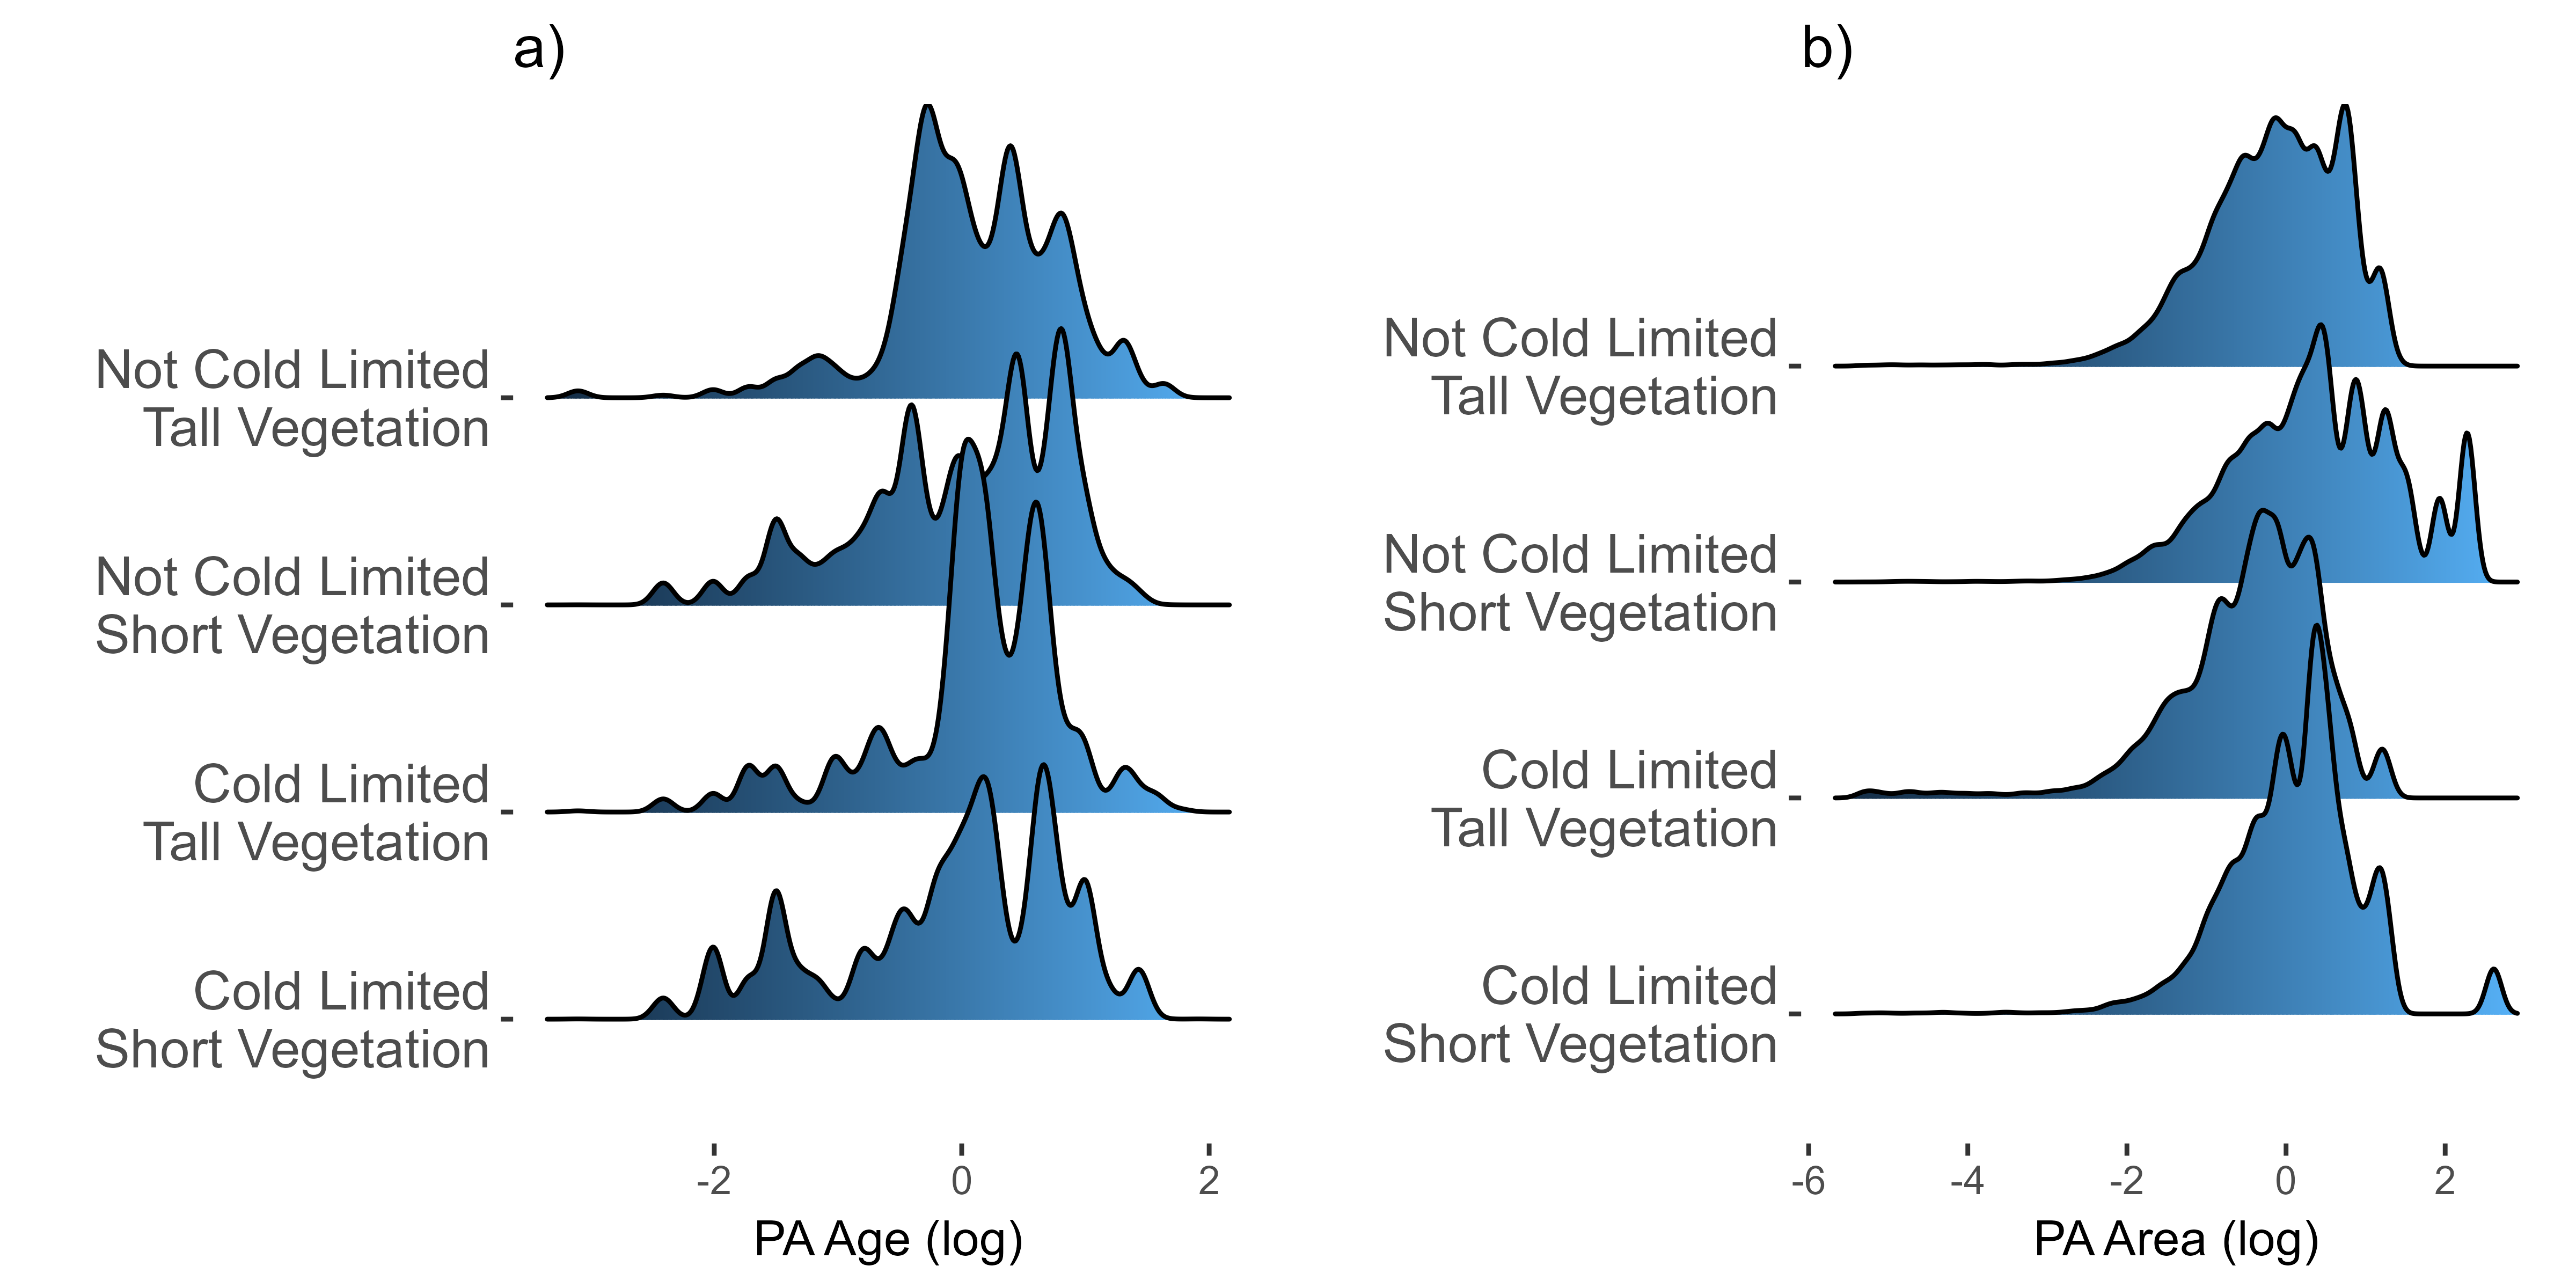 a)
Not Cold Limited
Tall Vegetation
Not Cold Limited
Short Vegetation
Cold Limited
Tall Vegetation
Cold Limited
Short Vegetation
-2 0 2
PA Age (log)
b)
Not Cold Limited
Tall Vegetation
Not Cold Limited
Short Vegetation
Cold Limited
Tall Vegetation
Cold Limited
Short Vegetation
-6 -4 -2 0 2
PA Area (log)